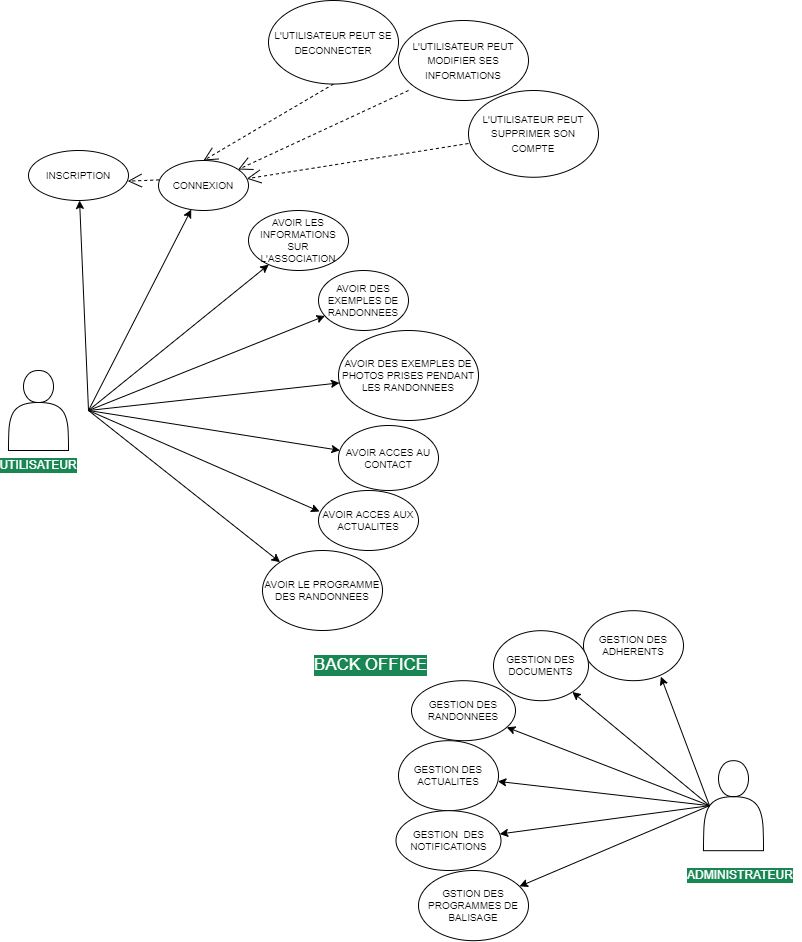 L'UTILISATEUR PEUT SE
DECONNECTER
L'UTILISATEUR PEUT
MODIFIER SES
INFORMATIONS
L'UTILISATEUR PEUT
SUPPRIMER SON
COMPTE
INSCRIPTION
CONNEXION
AVOIR LES
INFORMATIONS
SUR
L'ASSOCIATION
AVOIR DES
EXEMPLES DE
RANDONNEES
AVOIR DES EXEMPLES DE
PHOTOS PRISES PENDANT
LES RANDONNEES
UTILISATEUR
AVOIR ACCES AU
CONTACT
AVOIR ACCES AUX
ACTUALITES
AVOIR LE PROGRAMME
DES RANDONNEES
BACK OFFICE
GESTION DES
ADHERENTS
GESTION DES
DOCUMENTS
GESTION DES
RANDONNEES
GESTION DES
ACTUALITES
GESTION DES
NOTIFICATIONS
ADMINISTRATEUR
GSTION DES
PROGRAMMES DE
BALISAGE